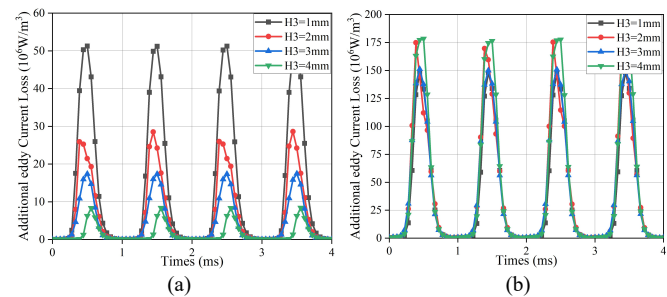 Additional eddy Current Loss (10⁶W/m³)
60
50
40
30
20
10
0
H3=1mm
H3=2mm
H3=3mm
H3=4mm
0 1 2 3 4
Times (ms)
(a)
Additional eddy Current Loss (10⁶W/m³)
200
175
150
125
100
75
50
25
0
H3=1mm
H3=2mm
H3=3mm
H3=4mm
0 1 2 3 4
Times (ms)
(b)